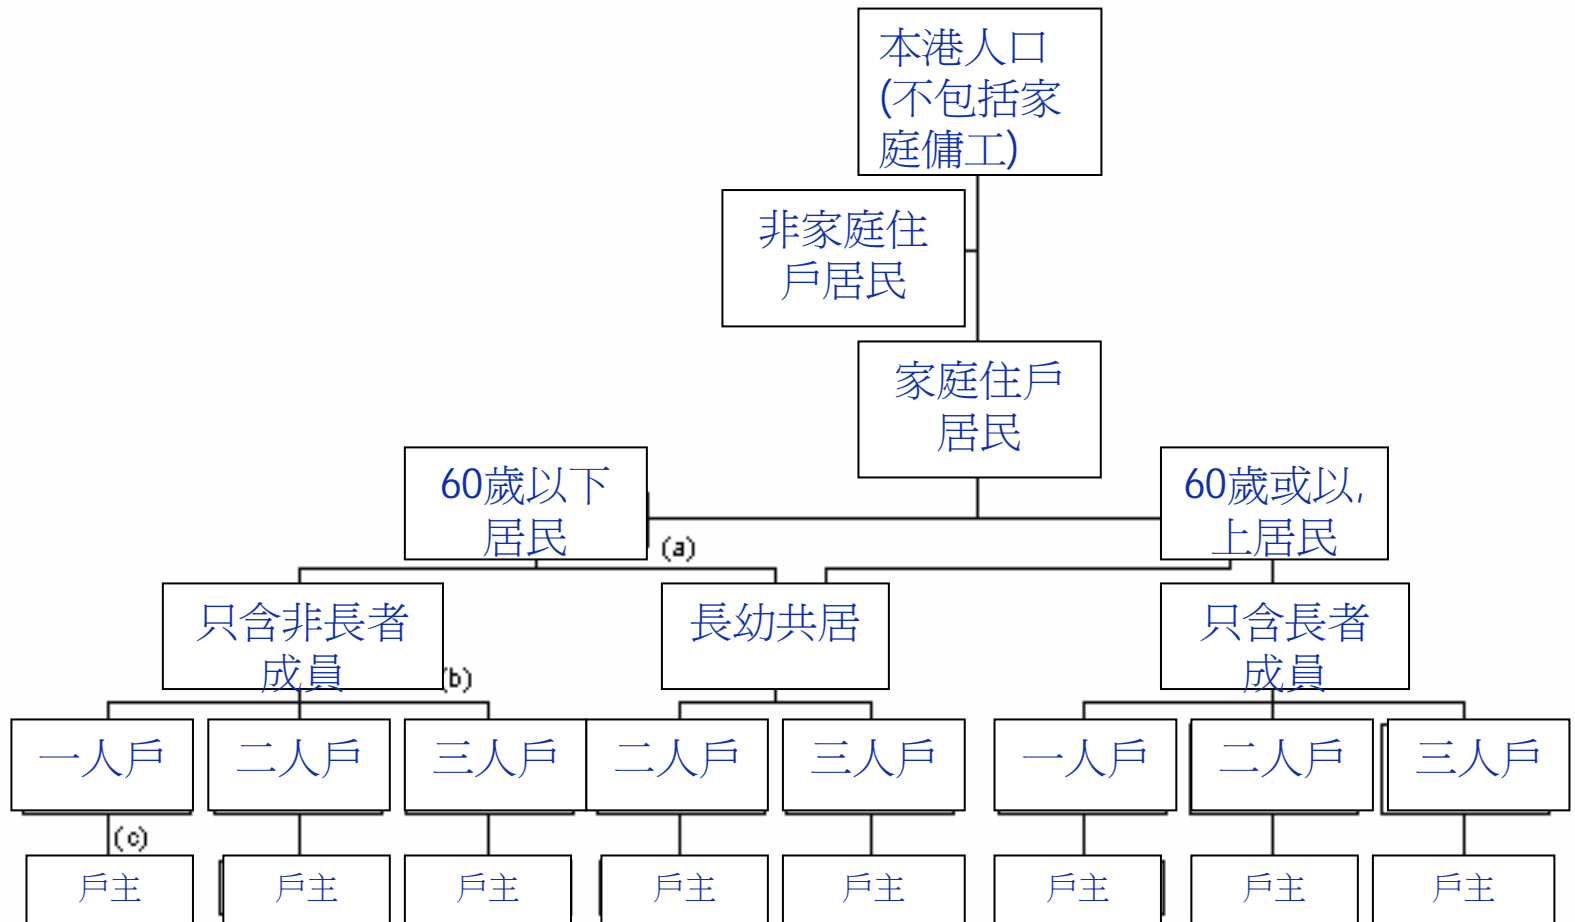 本港人口
(不包括家
庭傭工)
非家庭住
戶居民
家庭住戶
居民
60歲以下
居民
60歲或以,
上居民
(a)
只含非長者
成員
長幼共居
只含長者
成員
(b)
一人戶
二人戶
三人戶
二人戶
三人戶
一人戶
二人戶
三人戶
(c)
戶主
戶主
戶主
戶主
戶主
戶主
戶主
戶主